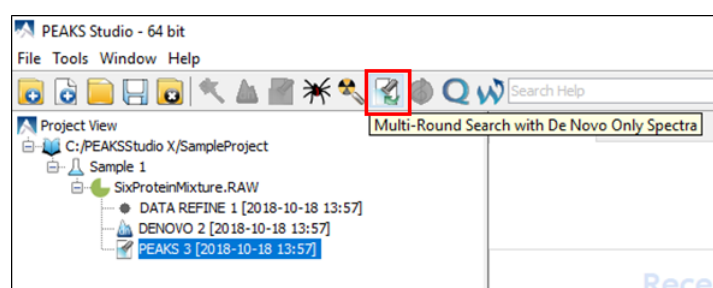 PEAKS Studio - 64 bit
File Tools Window Help
Search Help
Multi-Round Search with De Novo Only Spectra
Project View
C:/PEAKSStudio X/SampleProject
Sample 1
SixProteinMixture.RAW
DATA REFINE 1 [2018-10-18 13:57]
DENOVO 2 [2018-10-18 13:57]
PEAKS 3 [2018-10-18 13:57]
Rece